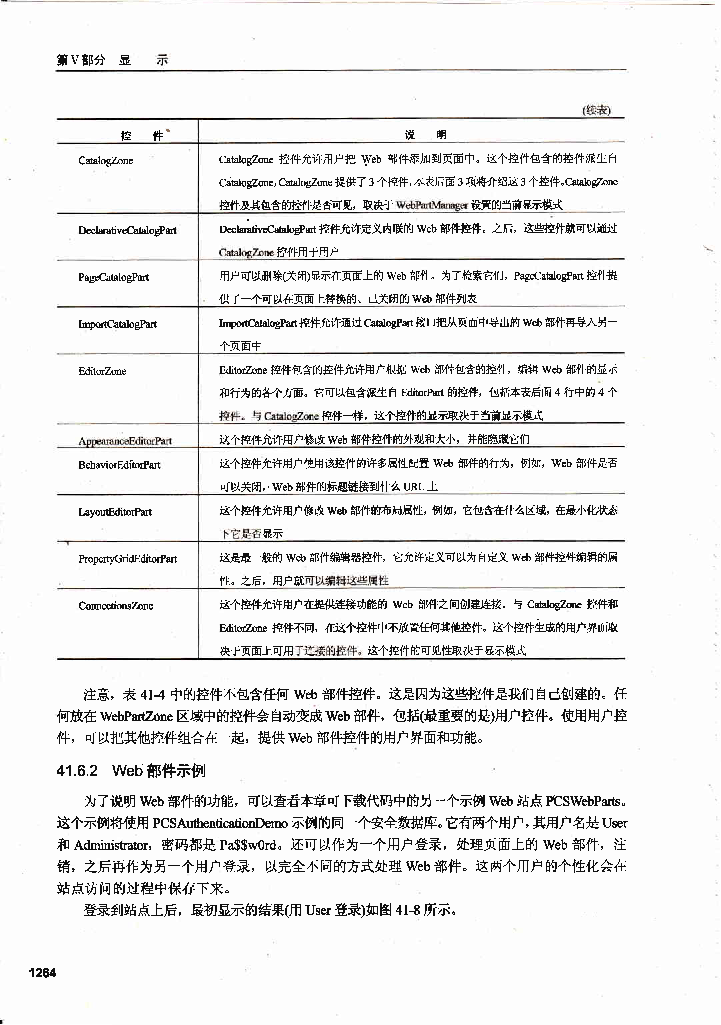 第 V 部分 显 示
(续表)
控 件 说 明
CatalogZone CatalogZone 控件允许用户把 Web 部件添加到页面中。这个控件包含的控件派生自
CatalogZone, CatalogZone 提供了 3 个控件,本表后面 3 项将介绍这 3 个控件。CatalogZone
控件及其包含的控件是否可见，取决于 WebPartManager 设置的当前显示模式
DeclarativeCatalogPart DeclarativeCatalogPart 控件允许定义内联的 Web 部件控件。之后，这些控件就可以通过
CatalogZone 控件用于用户
PageCatalogPart 用户可以删除(关闭)显示在页面上的 Web 部件。为了检索它们，PageCatalogPart 控件提
供了一个可以在页面上替换的、已关闭的 Web 部件列表
ImportCatalogPart ImportCatalogPart 控件允许通过 CatalogPart 接口把从页面中导出的 Web 部件再导入另一
个页面中
EditorZone EditorZone 控件包含的控件允许用户根据 Web 部件包含的控件，编辑 Web 部件的显示
和行为的各个方面。它可以包含派生自 EditorPart 的控件，包括本表后面 4 行中的 4 个
控件。与 CatalogZone 控件一样，这个控件的显示取决于当前显示模式
AppearanceEditorPart 这个控件允许用户修改 Web 部件控件的外观和大小，并能隐藏它们
BehaviorEditorPart 这个控件允许用户使用该控件的许多属性配置 Web 部件的行为，例如，Web 部件是否
可以关闭，Web 部件的标题链接到什么 URL 上
LayoutEditorPart 这个控件允许用户修改 Web 部件的布局属性，例如，它包含在什么区域，在最小化状态
下它是否显示
PropertyGridEditorPart 这是最一般的 Web 部件编辑器控件，它允许定义可以为自定义 Web 部件控件编辑的属
性。之后，用户就可以编辑这些属性
ConnectionsZone 这个控件允许用户在提供连接功能的 Web 部件之间创建连接。与 CatalogZone 控件和
EditorZone 控件不同，在这个控件中不放置任何其他控件。这个控件生成的用户界面取
决于页面上可用于连接的控件。这个控件的可见性取决于显示模式
注意，表 41-4 中的控件不包含任何 Web 部件控件。这是因为这些控件是我们自己创建的。任
何放在 WebPartZone 区域中的控件会自动变成 Web 部件，包括(最重要的是)用户控件。使用用户控
件，可以把其他控件组合在一起，提供 Web 部件控件的用户界面和功能。
41.6.2 Web 部件示例
为了说明 Web 部件的功能，可以查看本章可下载代码中的另一个示例 Web 站点 PCSWebParts。
这个示例将使用 PCSAuthenticationDemo 示例的同一个安全数据库。它有两个用户，其用户名是 User
和 Administrator，密码都是 Pa$$w0rd。还可以作为一个用户登录，处理页面上的 Web 部件，注
销，之后再作为另一个用户登录，以完全不同的方式处理 Web 部件。这两个用户的个性化会在
站点访问的过程中保存下来。
登录到站点上后，最初显示的结果(用 User 登录)如图 41-8 所示。
1264